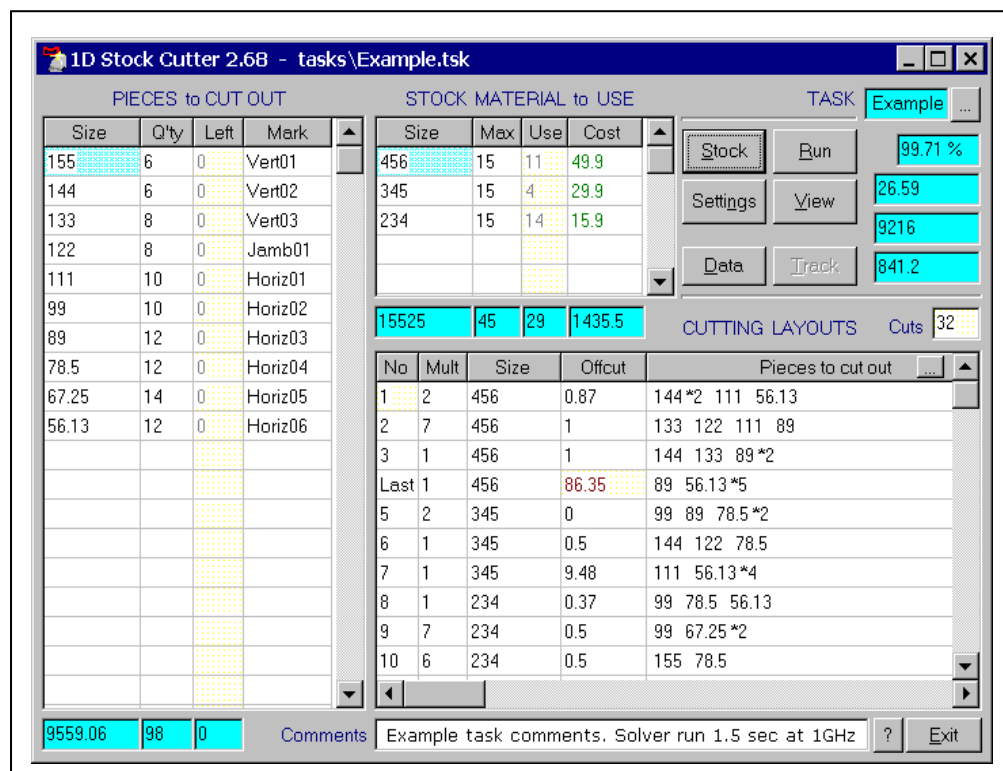 1D Stock Cutter 2.68 - tasks\Example.tsk
PIECES to CUT OUT
Size Q'ty Left Mark
155 6 0 Vert01
144 6 0 Vert02
133 8 0 Vert03
122 8 0 Jamb01
111 10 0 Horiz01
99 10 0 Horiz02
89 12 0 Horiz03
78.5 12 0 Horiz04
67.25 14 0 Horiz05
56.13 12 0 Horiz06
9559.06 98 0
STOCK MATERIAL to USE
Size Max Use Cost
456 15 11 49.9
345 15 4 29.9
234 15 14 15.9
15525 45 29 1435.5
TASK Example ...
Stock Run 99.71 %
Settings View 26.59
9216
Data Track 841.2
CUTTING LAYOUTS Cuts 32
No Mult Size Offcut Pieces to cut out ...
1 2 456 0.87 144*2 111 56.13
2 7 456 1 133 122 111 89
3 1 456 1 144 133 89*2
Last 1 456 86.35 89 56.13*5
5 2 345 0 99 89 78.5*2
6 1 345 0.5 144 122 78.5
7 1 345 9.48 111 56.13*4
8 1 234 0.37 99 78.5 56.13
9 7 234 0.5 99 67.25*2
10 6 234 0.5 155 78.5
Comments Example task comments. Solver run 1.5 sec at 1GHz ? Exit